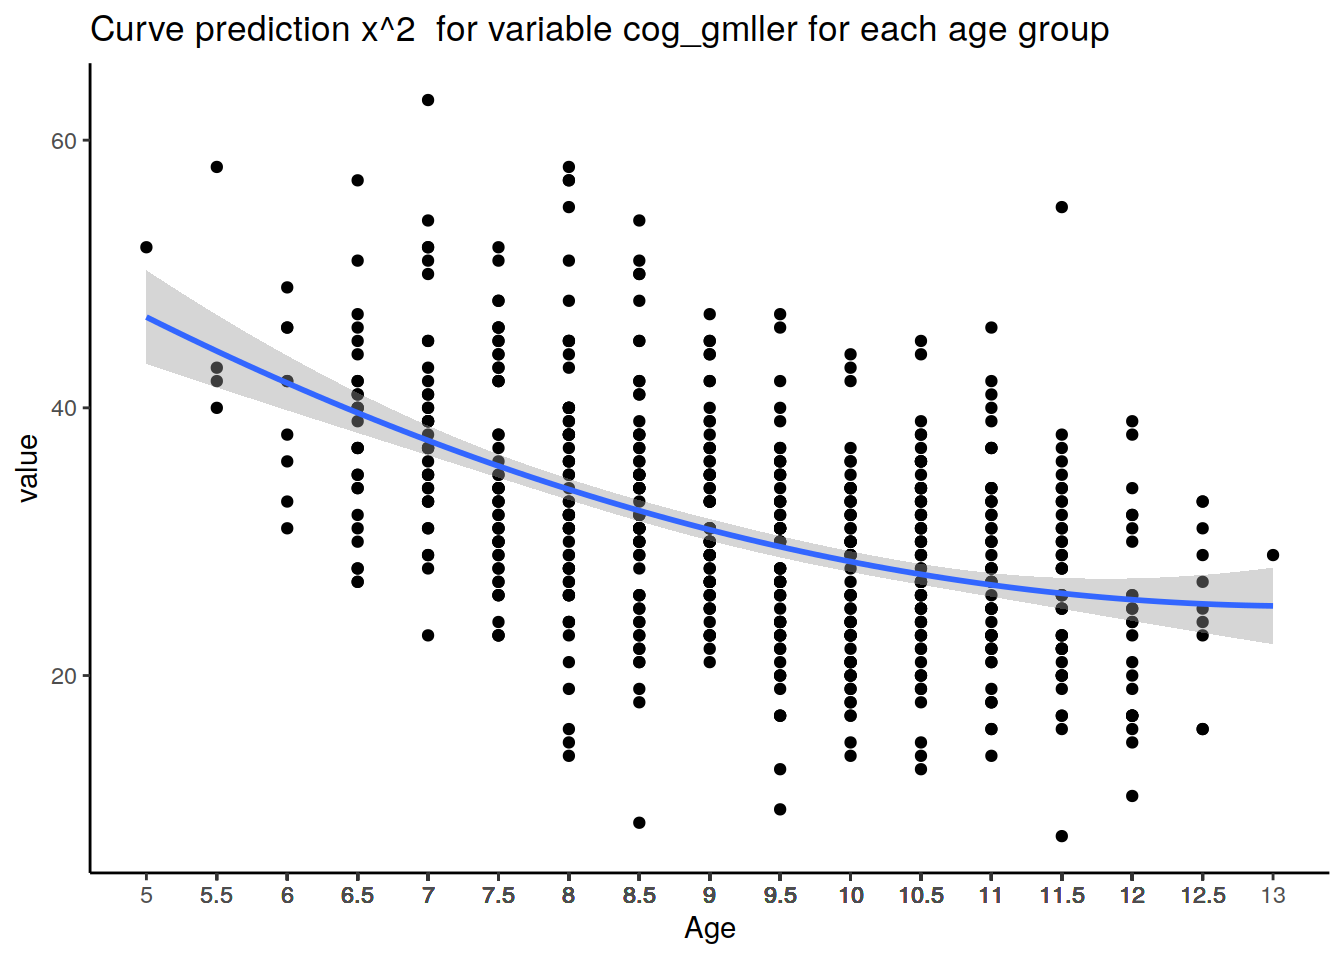 Curve prediction x^2  for variable cog_gmller for each age group
value
60
40
20
5 5.5 6 6.5 7 7.5 8 8.5 9 9.5 10 10.5 11 11.5 12 12.5 13
Age